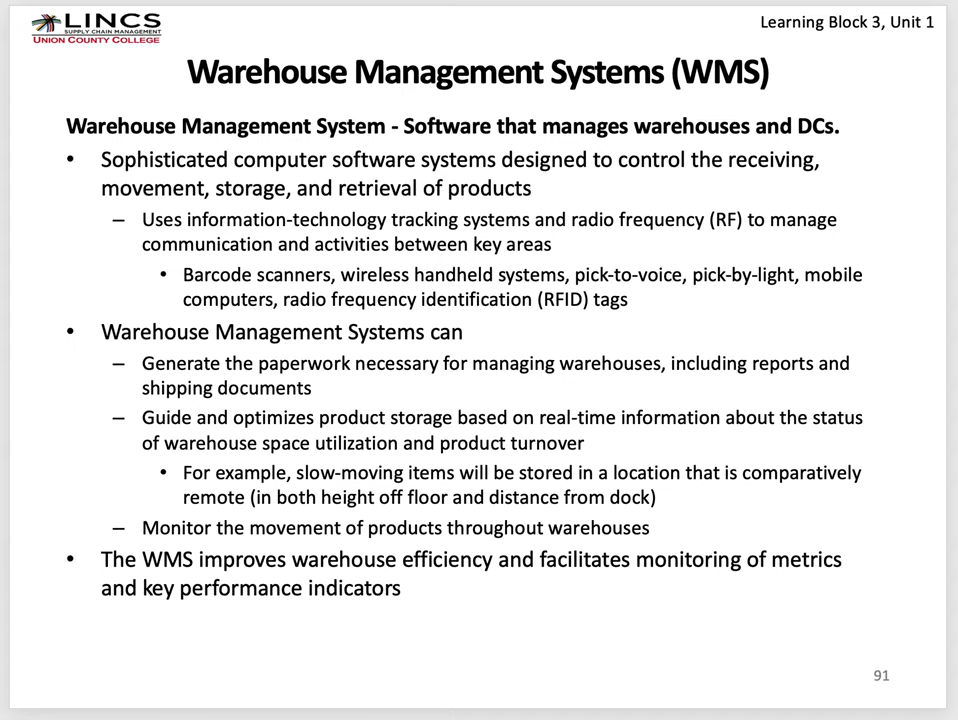 LINCS
SUPPLY CHAIN MANAGEMENT
UNION COUNTY COLLEGE
Learning Block 3, Unit 1
Warehouse Management Systems (WMS)
Warehouse Management System - Software that manages warehouses and DCs.
• Sophisticated computer software systems designed to control the receiving,
movement, storage, and retrieval of products
– Uses information-technology tracking systems and radio frequency (RF) to manage
communication and activities between key areas
• Barcode scanners, wireless handheld systems, pick-to-voice, pick-by-light, mobile
computers, radio frequency identification (RFID) tags
• Warehouse Management Systems can
– Generate the paperwork necessary for managing warehouses, including reports and
shipping documents
– Guide and optimizes product storage based on real-time information about the status
of warehouse space utilization and product turnover
• For example, slow-moving items will be stored in a location that is comparatively
remote (in both height off floor and distance from dock)
– Monitor the movement of products throughout warehouses
• The WMS improves warehouse efficiency and facilitates monitoring of metrics
and key performance indicators
91